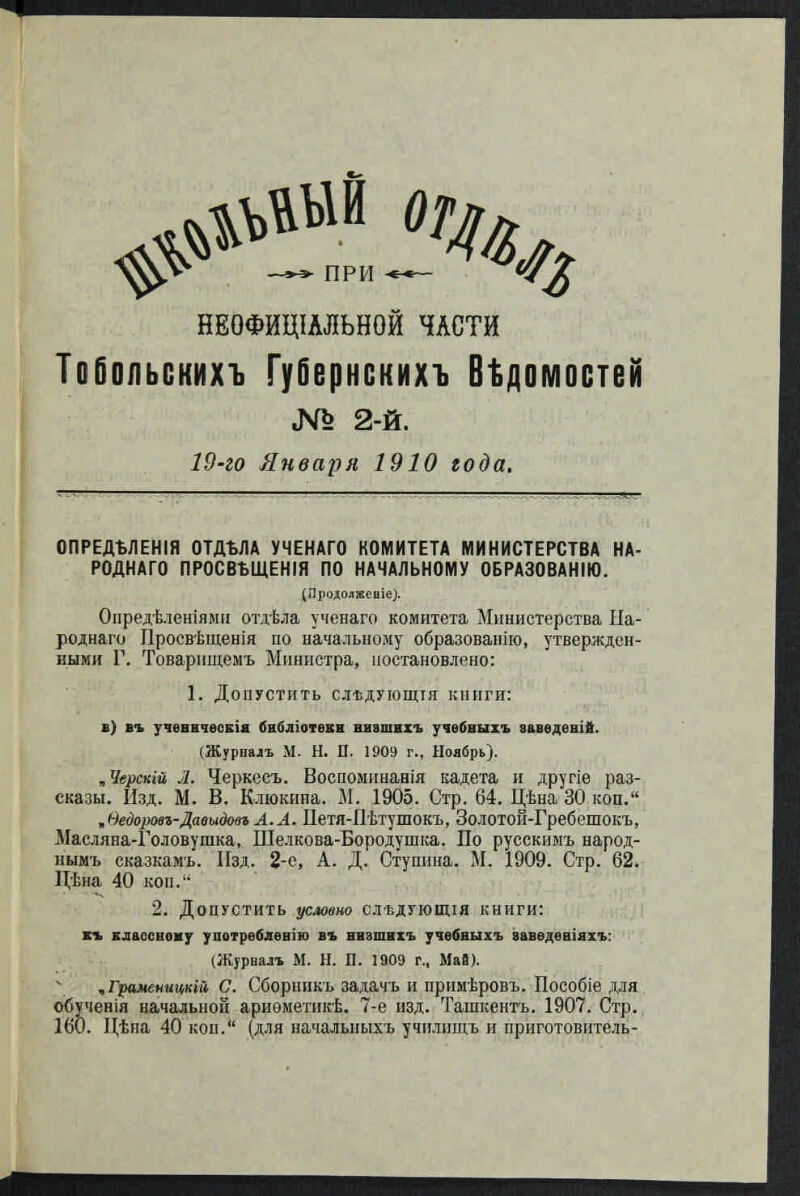 ШКОЛЬНЫЙ ОТДѢЛЪ
ПРИ
НЕОФИЦІАЛЬНОЙ ЧАСТИ
Тобольскихъ Губернскихъ Вѣдомостей
№ 2-й.
19-го Января 1910 года.
ОПРЕДѢЛЕНІЯ ОТДѢЛА УЧЕНАГО КОМИТЕТА МИНИСТЕРСТВА НА-
РОДНАГО ПРОСВѢЩЕНІЯ ПО НАЧАЛЬНОМУ ОБРАЗОВАНІЮ.
(Продолженіе).
Опредѣленіями отдѣла ученаго комитета Министерства На-
роднаго Просвѣщенія по начальному образованію, утвержден-
ными Г. Товарищемъ Министра, постановлено:
1. Допустить слѣдующія книги:
в) въ ученическія библіотеки низшихъ учебныхъ заведеній.
(Журналъ М. Н. П. 1909 г., Ноябрь).
„Черскій Л. Черкесъ. Воспоминанія кадета и другіе раз-
сказы. Изд. М. В. Клюкина. М. 1905. Стр. 64. Цѣна 30 коп.“
„Ѳедоровъ-Давыдовъ А. А. Петя-Пѣтушокъ, Золотой-Гребешокъ,
Масляна-Головушка, Шелкова-Бородушка. По русскимъ народ-
нымъ сказкамъ. Изд. 2-е, А. Д. Ступина. М. 1909. Стр. 62.
Цѣна 40 коп.“
2. Допустить условно слѣдующія книги:
къ классному употребленію въ низшихъ учебныхъ заведеніяхъ:
(Журналъ М. Н. П. 1909 г., Май).
„Граменицкій С. Сборникъ задачъ и примѣровъ. Пособіе для
обученія начальной ариѳметикѣ. 7-е изд. Ташкентъ. 1907. Стр.
160. Цѣна 40 коп.“ (для начальныхъ училищъ и приготовитель-